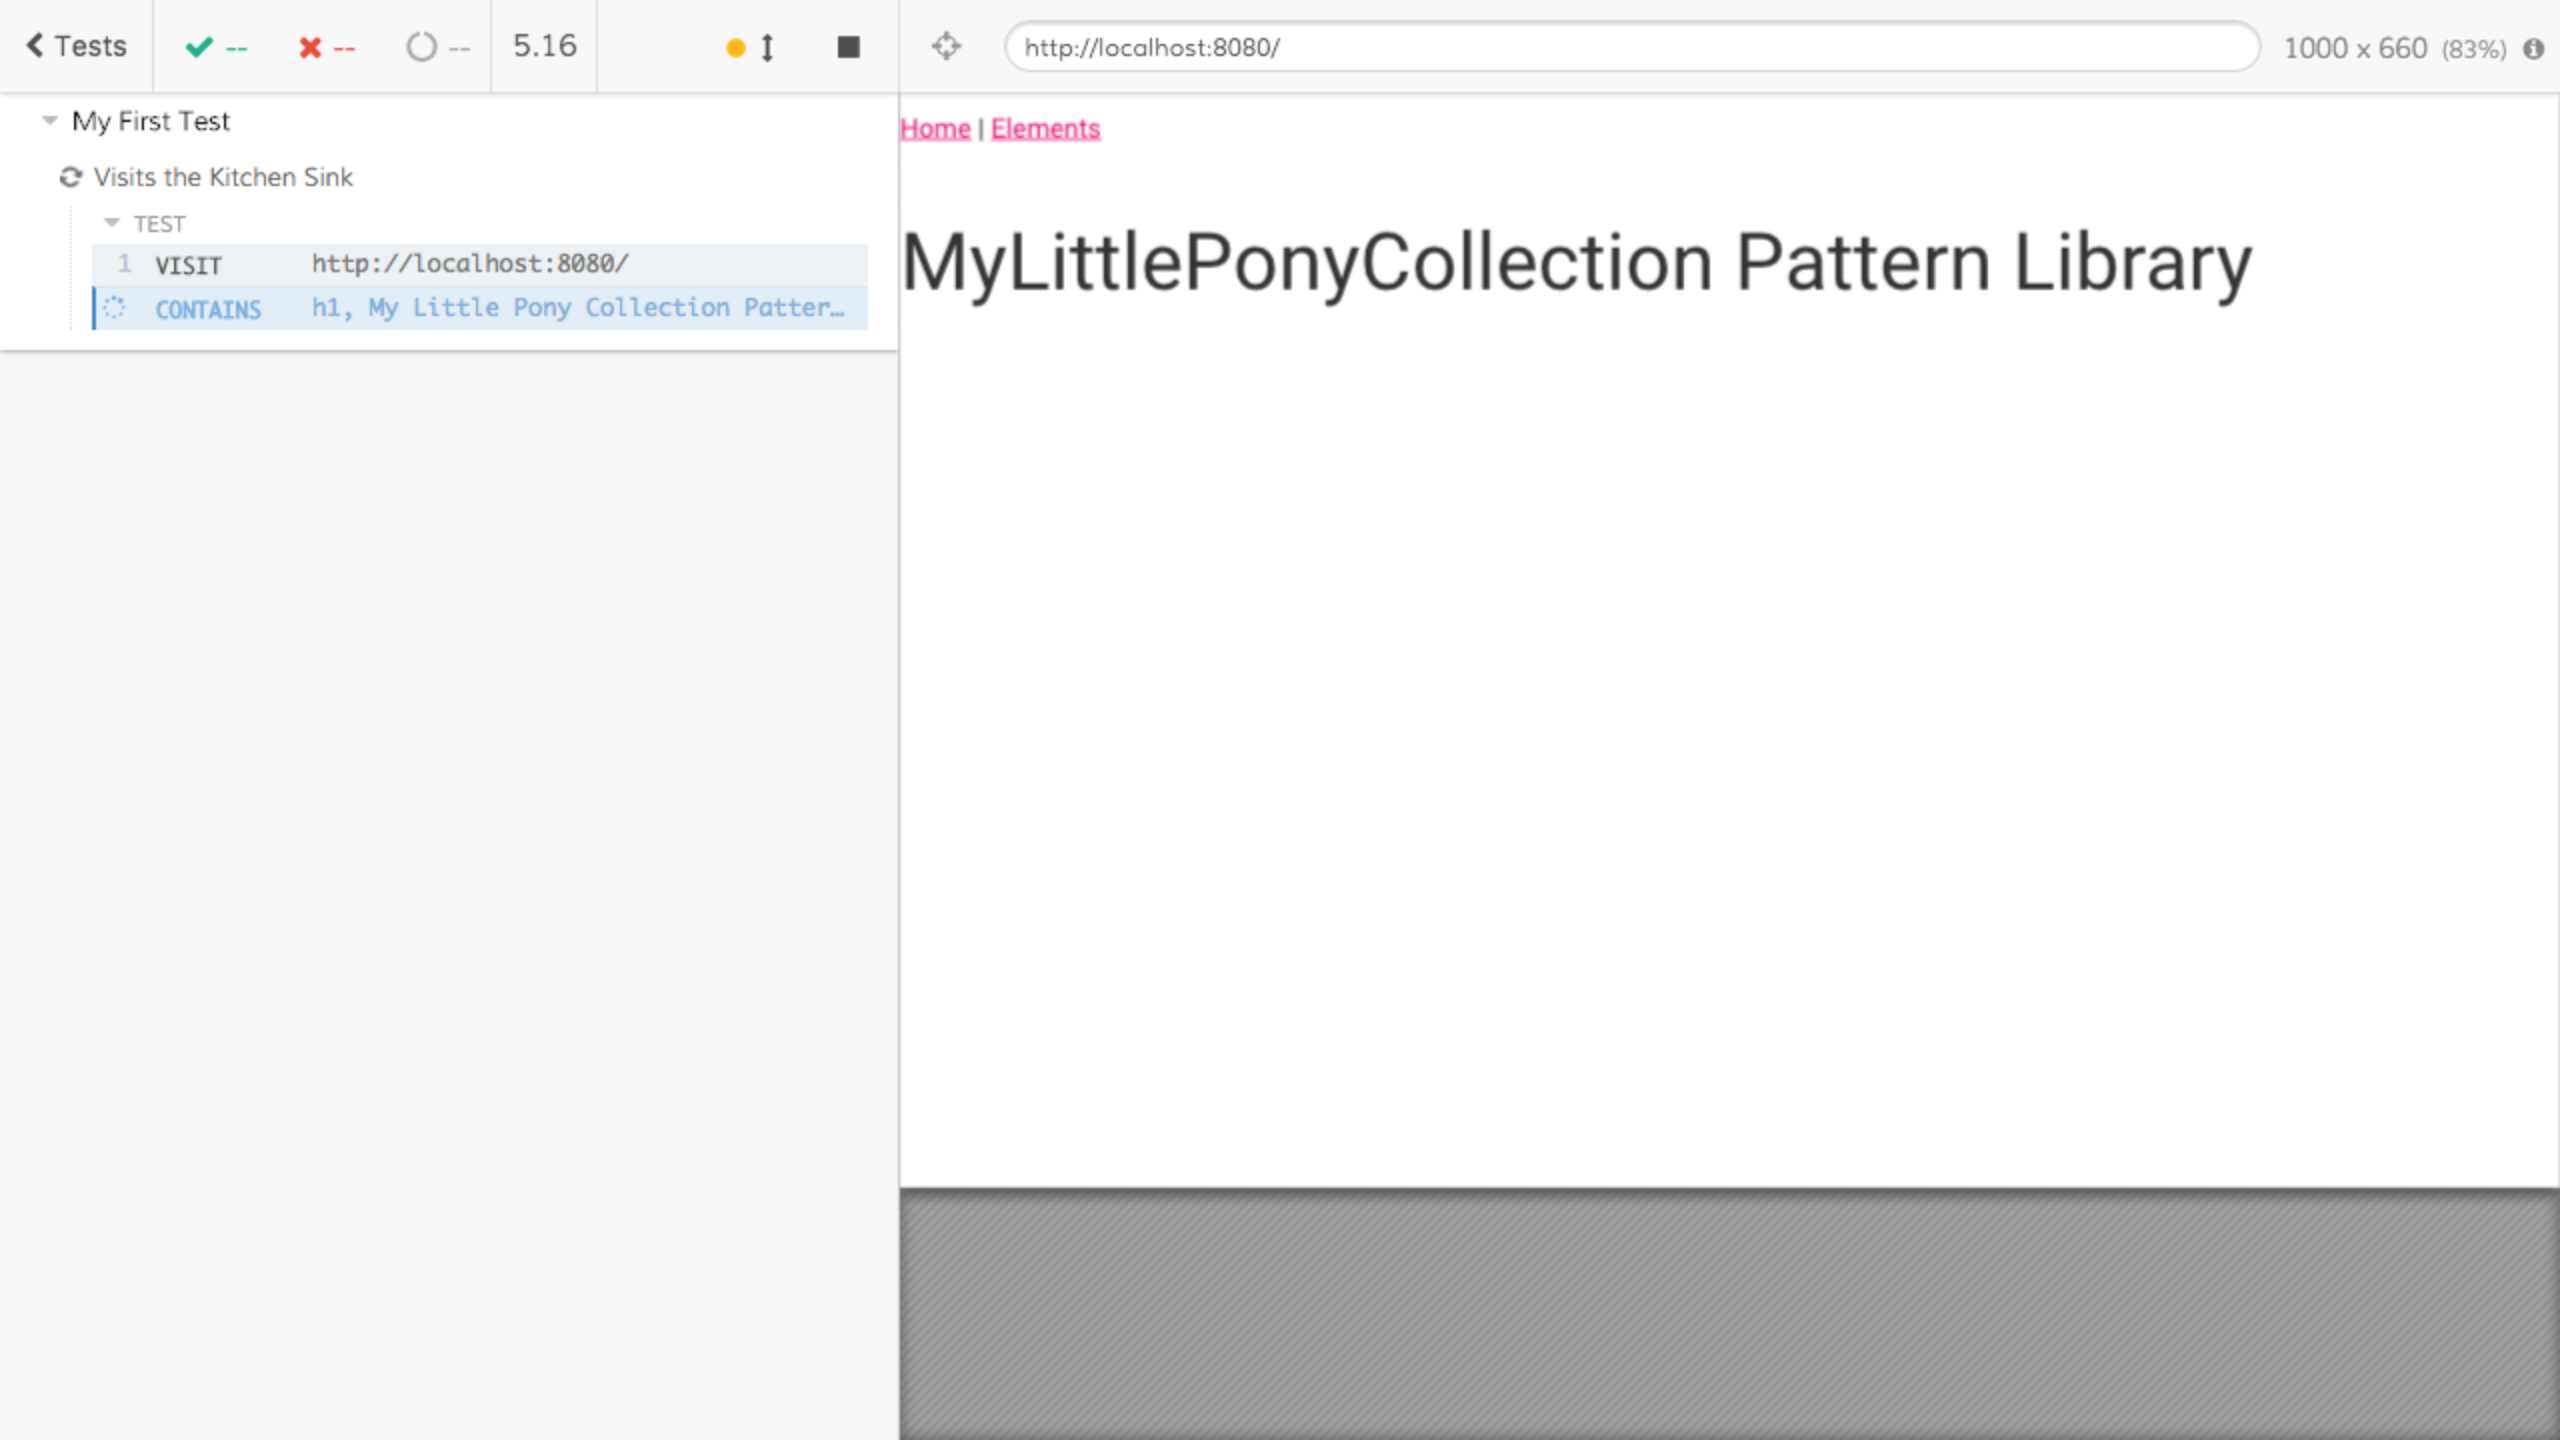 Tests -- -- -- 5.16
http://localhost:8080/ 1000 x 660 (83%)
My First Test
Visits the Kitchen Sink
TEST
1 VISIT http://localhost:8080/
CONTAINS h1, My Little Pony Collection Patter…
Home | Elements
MyLittlePonyCollection Pattern Library